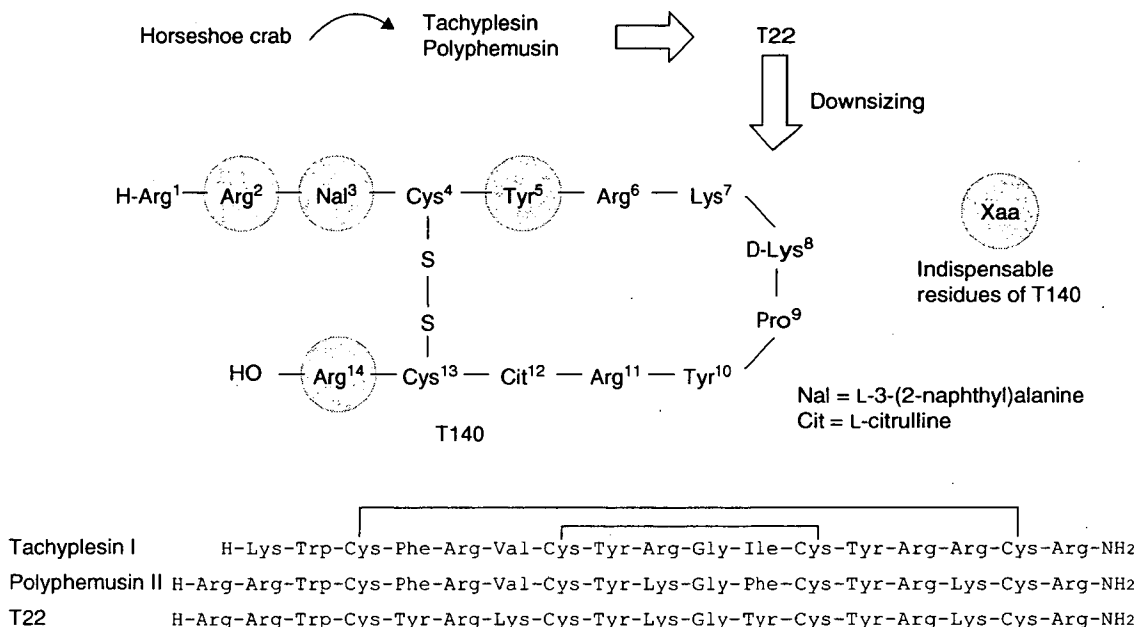 Horseshoe crab
Tachyplesin
Polyphemusin
T22
Downsizing
H-Arg¹ — Arg² — Nal³ — Cys⁴ — Tyr⁵ — Arg⁶ — Lys⁷
Xaa
D-Lys⁸
S
Indispensable
residues of T140
S
Pro⁹
HO — Arg¹⁴ — Cys¹³ — Cit¹² — Arg¹¹ — Tyr¹⁰
Nal = L-3-(2-naphthyl)alanine
Cit = L-citrulline
T140
Tachyplesin I H-Lys-Trp-Cys-Phe-Arg-Val-Cys-Tyr-Arg-Gly-Ile-Cys-Tyr-Arg-Arg-Cys-Arg-NH2
Polyphemusin II H-Arg-Arg-Trp-Cys-Phe-Arg-Val-Cys-Tyr-Lys-Gly-Phe-Cys-Tyr-Arg-Lys-Cys-Arg-NH2
T22 H-Arg-Arg-Trp-Cys-Tyr-Arg-Lys-Cys-Tyr-Lys-Gly-Tyr-Cys-Tyr-Arg-Lys-Cys-Arg-NH2